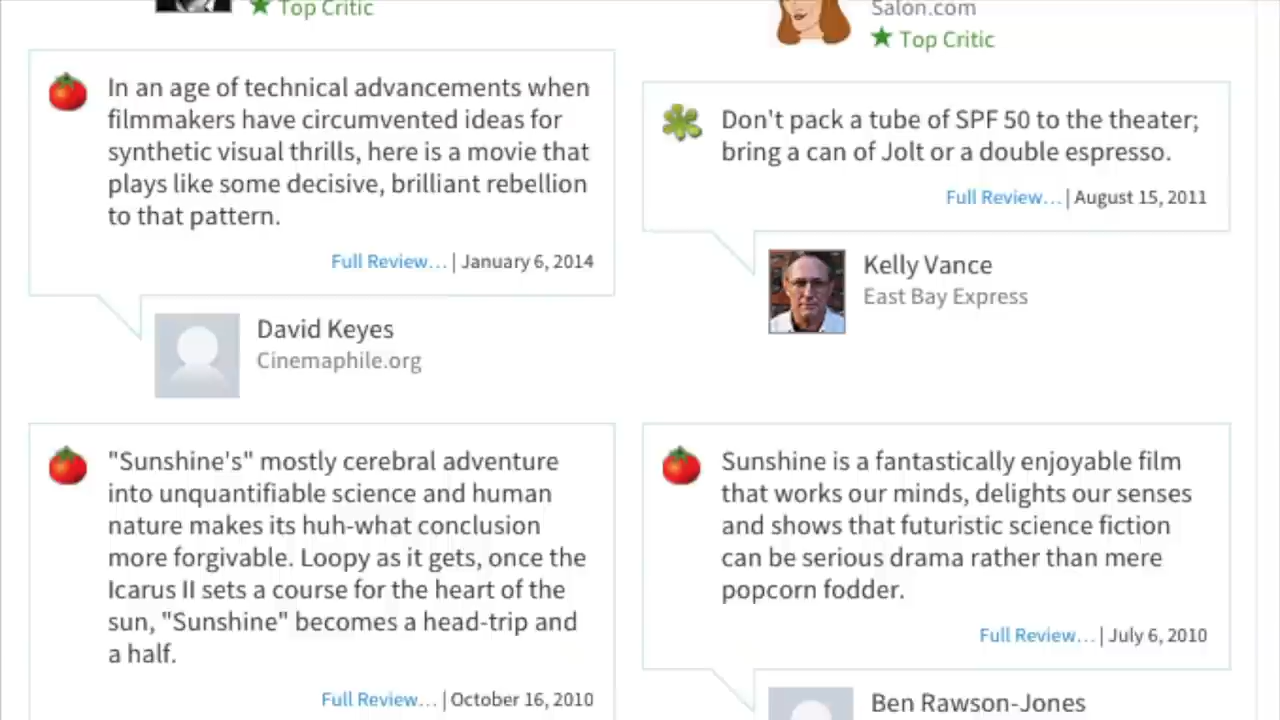 Top Critic
In an age of technical advancements when
filmmakers have circumvented ideas for
synthetic visual thrills, here is a movie that
plays like some decisive, brilliant rebellion
to that pattern.
Full Review... | January 6, 2014
David Keyes
Cinemaphile.org
"Sunshine's" mostly cerebral adventure
into unquantifiable science and human
nature makes its huh-what conclusion
more forgivable. Loopy as it gets, once the
Icarus II sets a course for the heart of the
sun, "Sunshine" becomes a head-trip and
a half.
Full Review... | October 16, 2010
Salon.com
Top Critic
Don't pack a tube of SPF 50 to the theater;
bring a can of Jolt or a double espresso.
Full Review... | August 15, 2011
Kelly Vance
East Bay Express
Sunshine is a fantastically enjoyable film
that works our minds, delights our senses
and shows that futuristic science fiction
can be serious drama rather than mere
popcorn fodder.
Full Review... | July 6, 2010
Ben Rawson-Jones